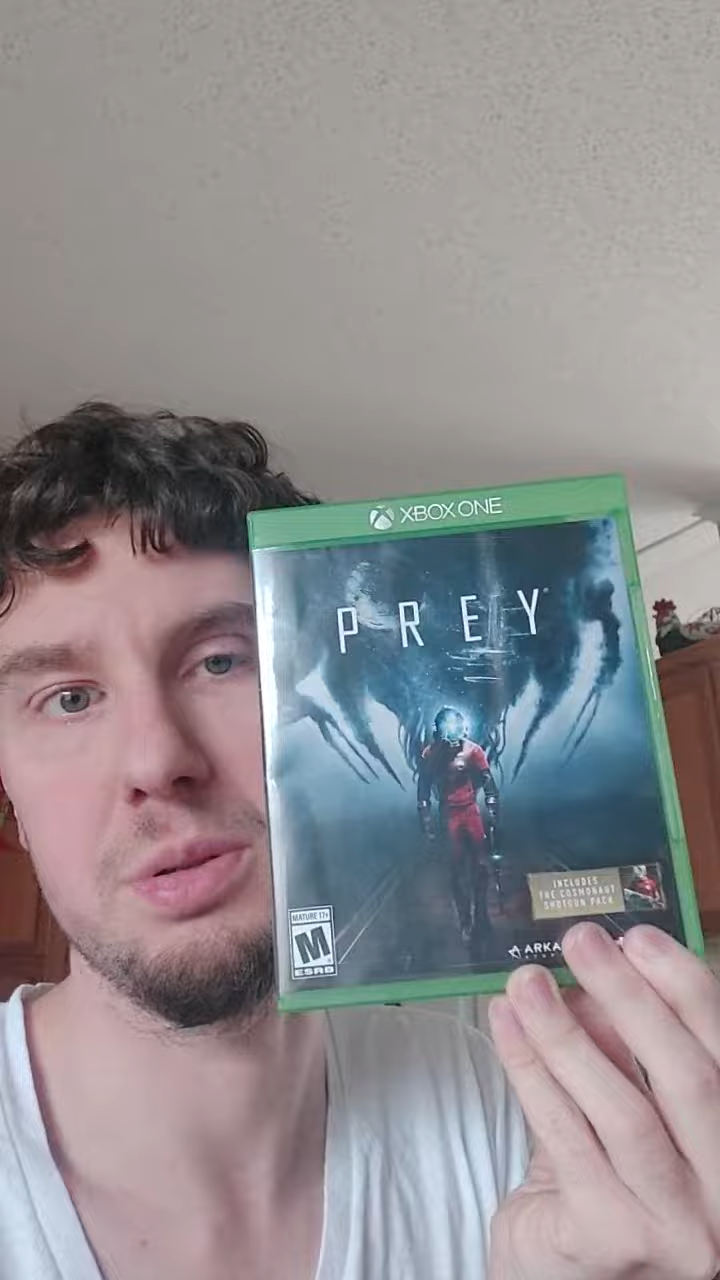 XBOX ONE
PREY
INCLUDES
THE COSMONAUT
SHOTGUN PACK
MATURE 17+
M
ESRB